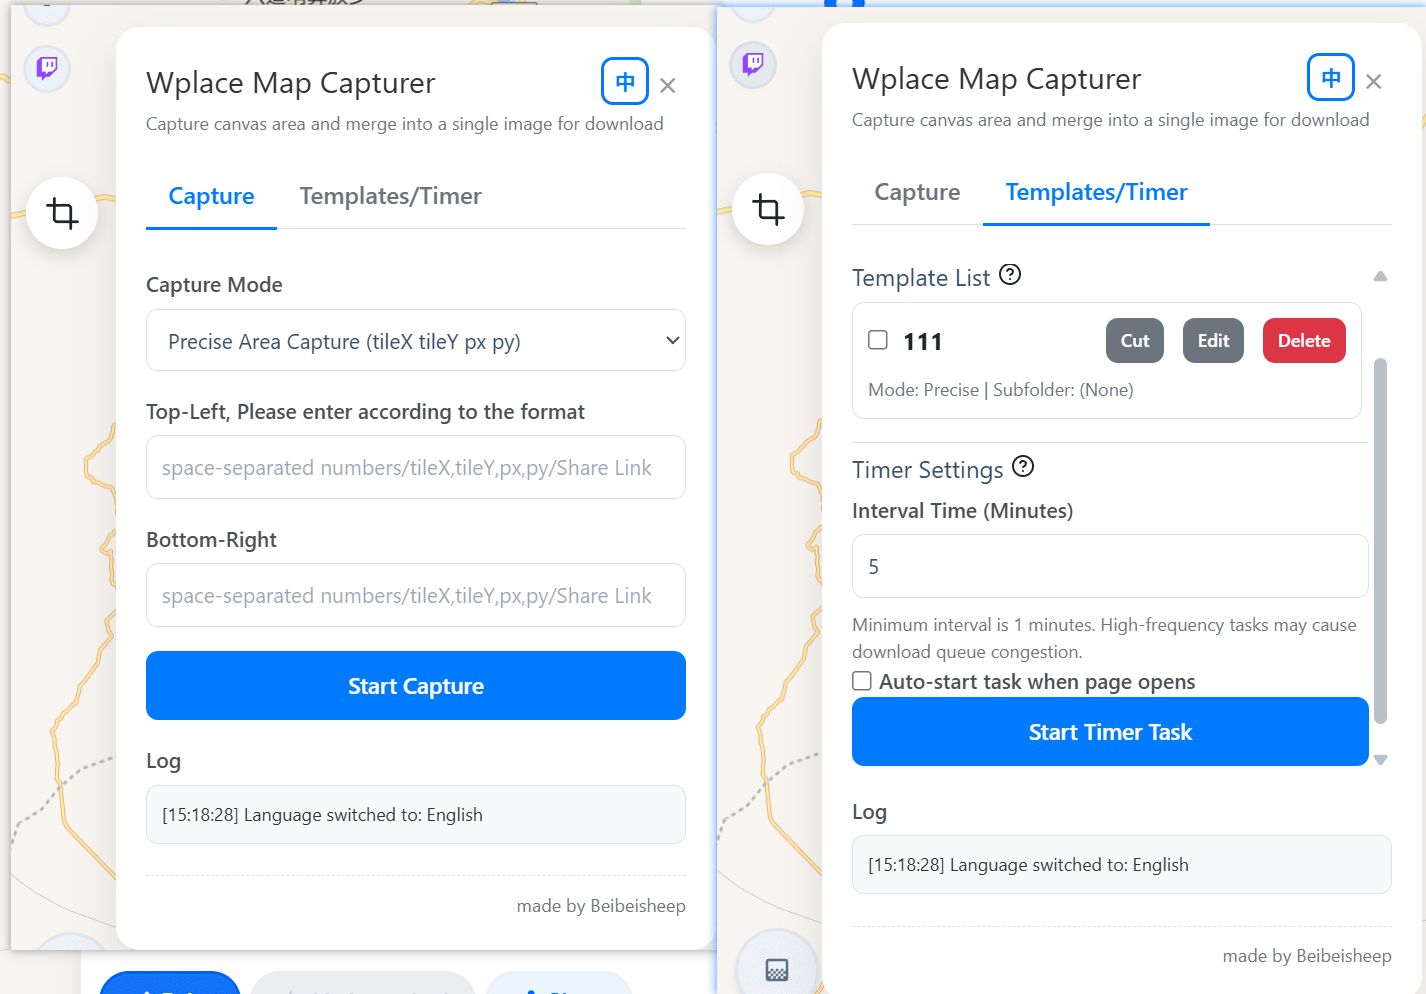 Wplace Map Capturer
中
Capture canvas area and merge into a single image for download
Capture
Templates/Timer
Capture Mode
Precise Area Capture (tileX tileY px py)
Top-Left, Please enter according to the format
space-separated numbers/tileX,tileY,px,py/Share Link
Bottom-Right
space-separated numbers/tileX,tileY,px,py/Share Link
Start Capture
Log
[15:18:28] Language switched to: English
made by Beibeisheep
Wplace Map Capturer
中
Capture canvas area and merge into a single image for download
Capture
Templates/Timer
Template List
111
Cut
Edit
Delete
Mode: Precise | Subfolder: (None)
Timer Settings
Interval Time (Minutes)
5
Minimum interval is 1 minutes. High-frequency tasks may cause
download queue congestion.
Auto-start task when page opens
Start Timer Task
Log
[15:18:28] Language switched to: English
made by Beibeisheep